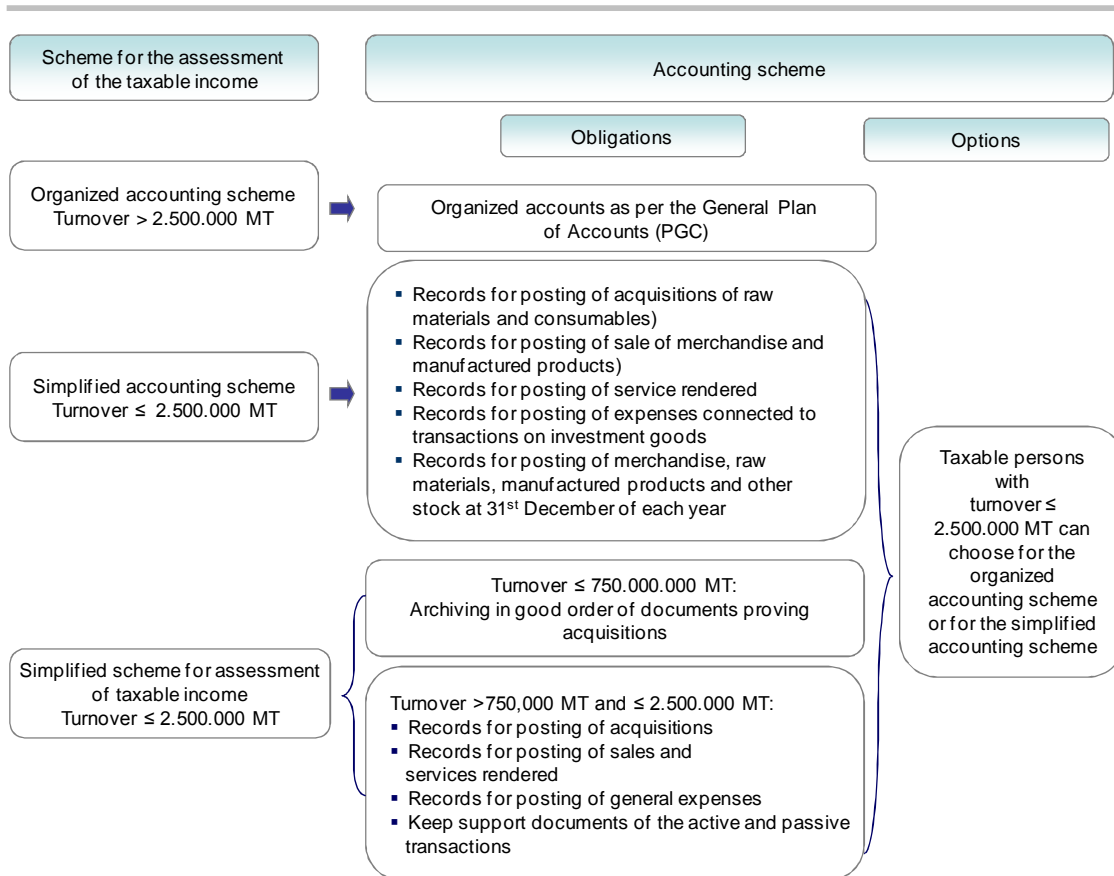 Scheme for the assessment
of the taxable income
Accounting scheme
Obligations
Options
Organized accounting scheme
Turnover > 2.500.000 MT
Organized accounts as per the General Plan
of Accounts (PGC)
Simplified accounting scheme
Turnover ≤ 2.500.000 MT
▪ Records for posting of acquisitions of raw
materials and consumables)
▪ Records for posting of sale of merchandise and
manufactured products)
▪ Records for posting of service rendered
▪ Records for posting of expenses connected to
transactions on investment goods
▪ Records for posting of merchandise, raw
materials, manufactured products and other
stock at 31st December of each year
Simplified scheme for assessment
of taxable income
Turnover ≤ 2.500.000 MT
Turnover ≤ 750.000.000 MT:
Archiving in good order of documents proving
acquisitions
Turnover >750,000 MT and ≤ 2.500.000 MT:
▪ Records for posting of acquisitions
▪ Records for posting of sales and
services rendered
▪ Records for posting of general expenses
▪ Keep support documents of the active and passive
transactions
Taxable persons
with
turnover ≤
2.500.000 MT can
choose for the
organized
accounting scheme
or for the simplified
accounting scheme